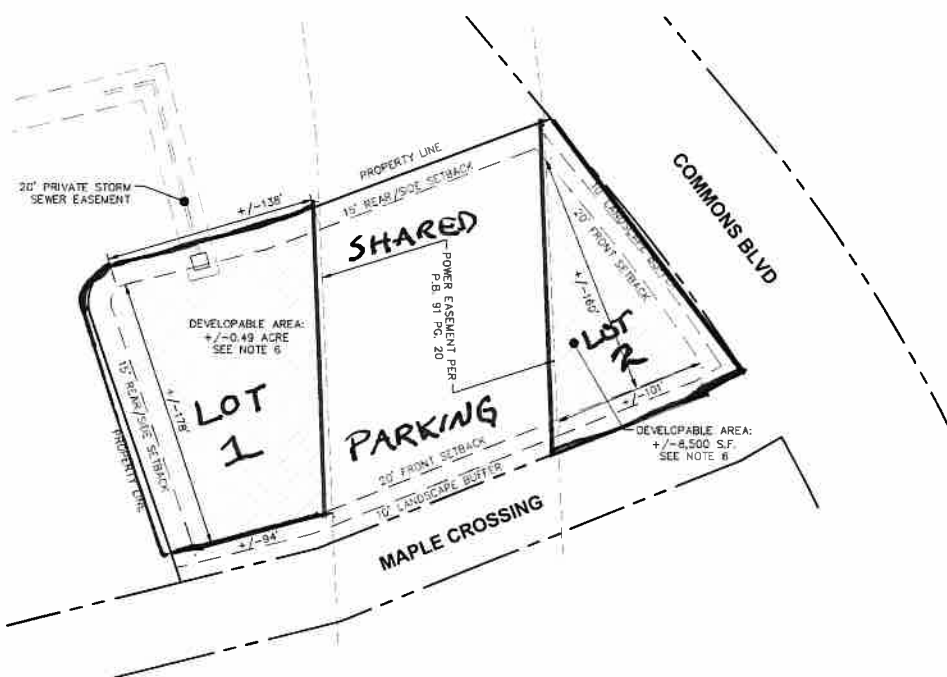 20' PRIVATE STORM
SEWER EASEMENT
+/-138'
PROPERTY LINE
15' REAR/SIDE SETBACK
SHARED
10' LANDSCAPE
20' FRONT SETBACK
COMMONS BLVD
DEVELOPABLE AREA:
+/-0.49 ACRE
SEE NOTE 6
POWER EASEMENT PER
P.B. 91 PG. 20
+/-160'
LOT
2
LOT
1
15' REAR/SIDE SETBACK
+/-178'
PROPERTY LINE
PARKING
+/-101'
DEVELOPABLE AREA:
+/-8,500 S.F.
SEE NOTE 6
20' FRONT SETBACK
10' LANDSCAPE BUFFER
+/-94'
MAPLE CROSSING